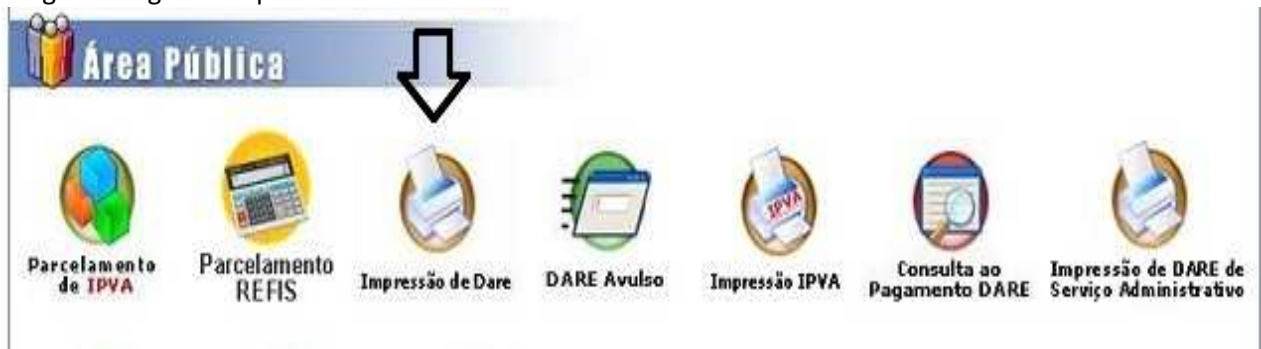 Área Pública
Parcelamento
de IPVA
Parcelamento
REFIS
Impressão de Dare
DARE Avulso
IPVA
Impressão IPVA
Consulta ao
Pagamento DARE
Impressão de DARE de
Serviço Administrativo